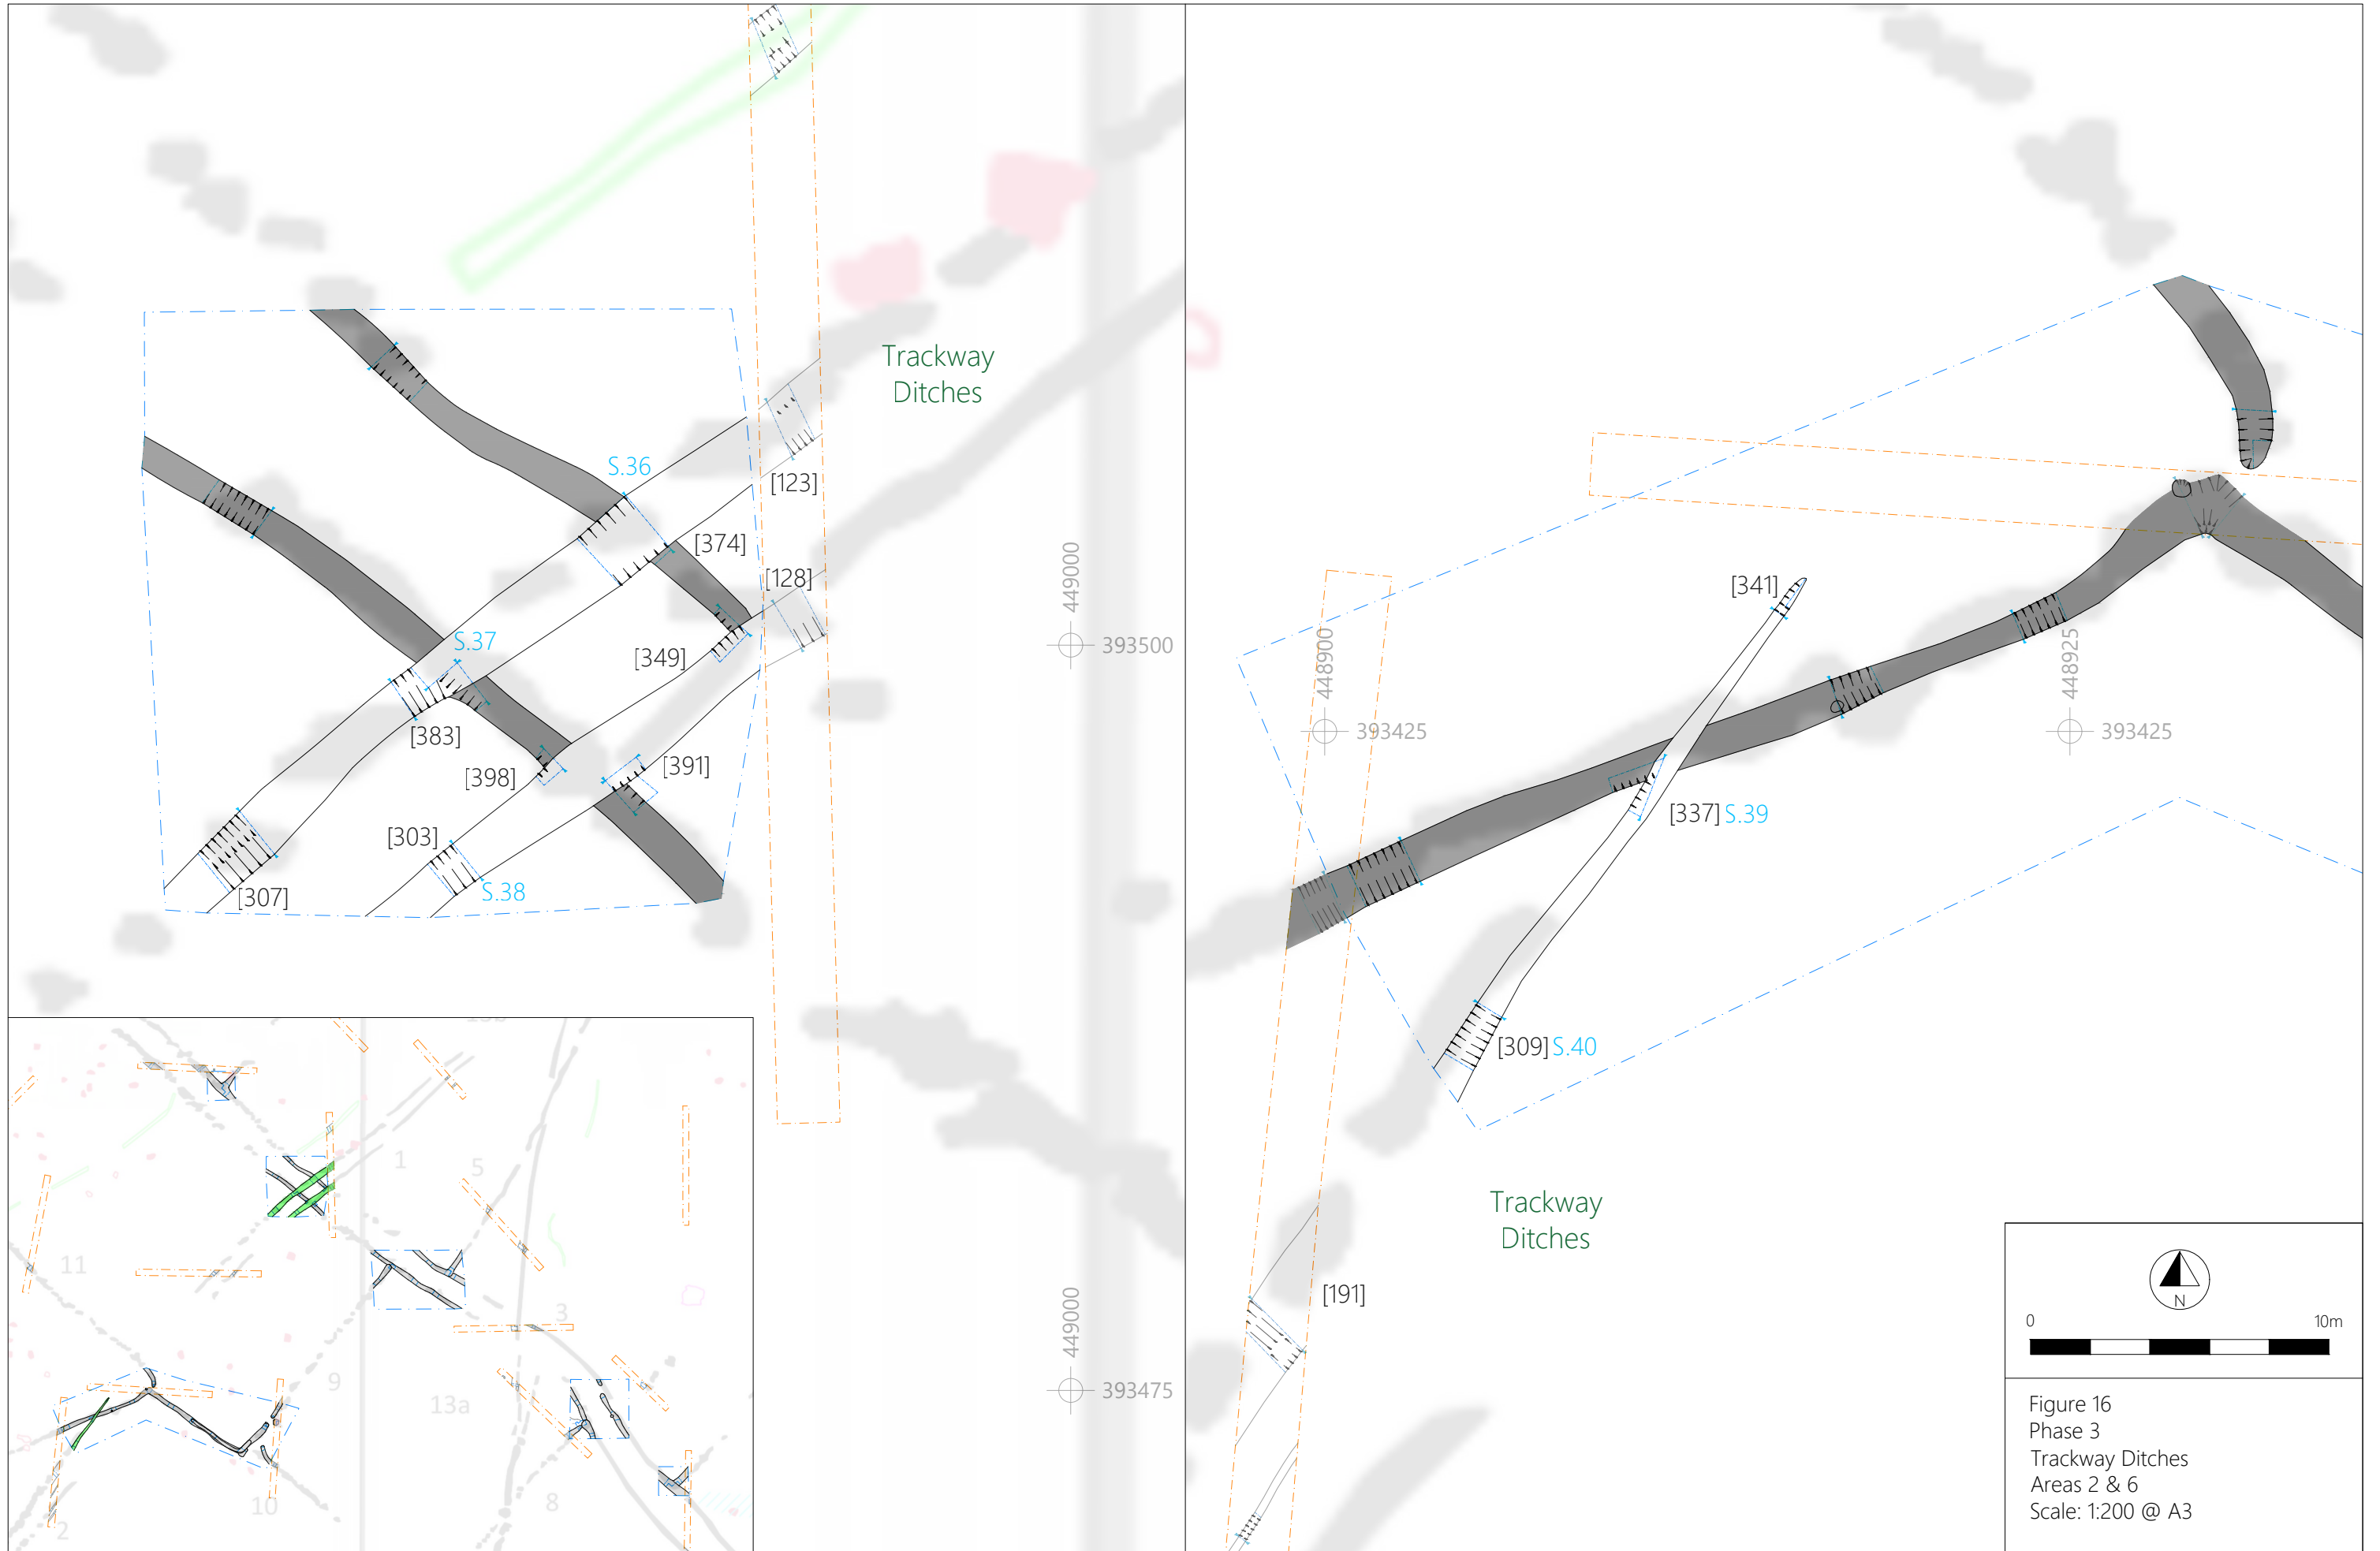 Trackway
Ditches
S.36
[123]
[374]
[128]
449000
393500
S.37
[349]
[383]
[398]
[391]
[303]
S.38
[307]
449000
393475
[341]
448900
393425
448925
393425
[337] S.39
[309] S.40
Trackway
Ditches
[191]
1
5
11
3
9
13a
10
8
2
N
0
10m
Figure 16
Phase 3
Trackway Ditches
Areas 2 & 6
Scale: 1:200 @ A3